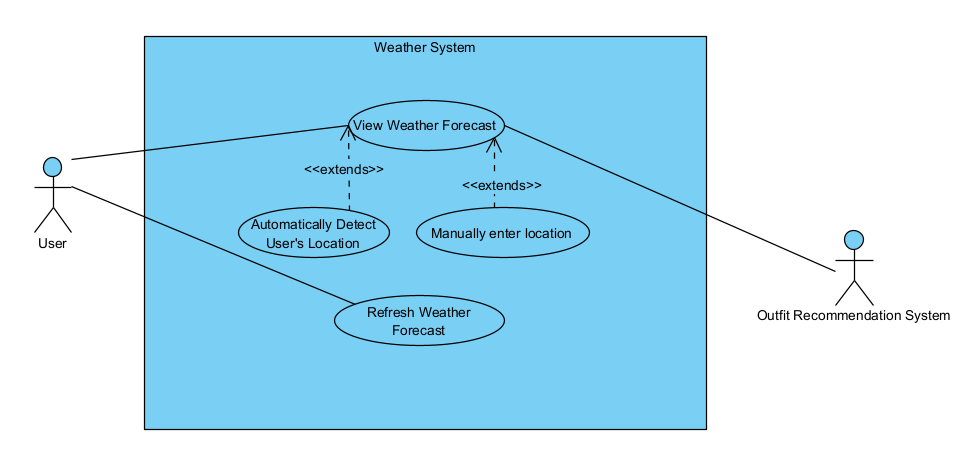 Weather System
View Weather Forecast
<<extends>>
<<extends>>
Automatically Detect
User's Location
Manually enter location
User
Refresh Weather
Forecast
Outfit Recommendation System